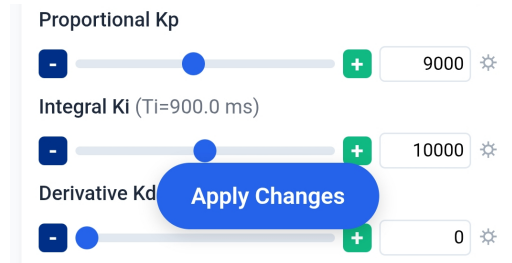 Proportional Kp
- + 9000
Integral Ki (Ti=900.0 ms)
- + 10000
Derivative Kd
Apply Changes
- + 0